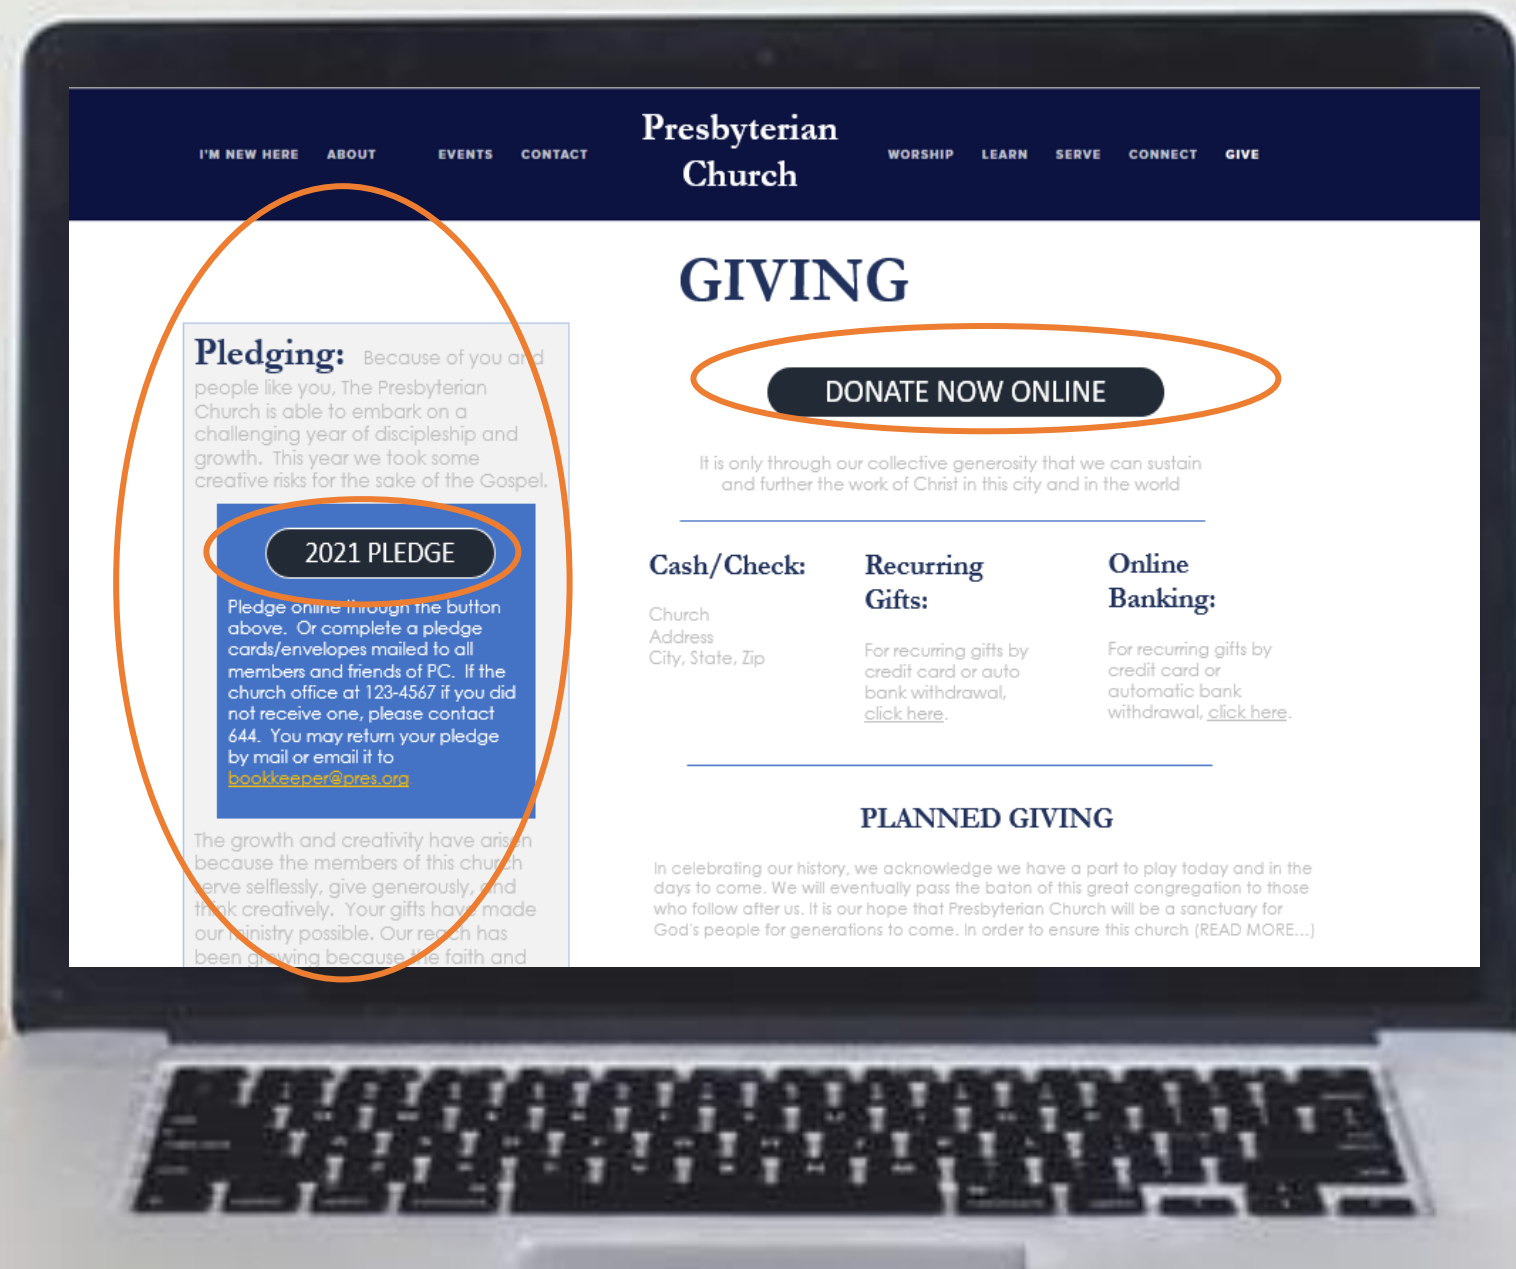 I'M NEW HERE ABOUT EVENTS CONTACT
Presbyterian
Church
WORSHIP LEARN SERVE CONNECT GIVE
GIVING
Pledging: Because of you and
people like you, The Presbyterian
Church is able to embark on a
challenging year of discipleship and
growth. This year we took some
creative risks for the sake of the Gospel.
2021 PLEDGE
Pledge online through the button
above. Or complete a pledge
cards/envelopes mailed to all
members and friends of PC. If the
church office at 123-4567 if you did
not receive one, please contact
644. You may return your pledge
by mail or email it to
bookkeeper@pres.org
The growth and creativity have arisen
because the members of this church
serve selflessly, give generously, and
think creatively. Your gifts have made
our ministry possible. Our reach has
been growing because the faith and
DONATE NOW ONLINE
It is only through our collective generosity that we can sustain
and further the work of Christ in this city and in the world
Cash/Check:
Church
Address
City, State, Zip
Recurring
Gifts:
For recurring gifts by
credit card or auto
bank withdrawal,
click here.
Online
Banking:
For recurring gifts by
credit card or
automatic bank
withdrawal, click here.
PLANNED GIVING
In celebrating our history, we acknowledge we have a part to play today and in the
days to come. We will eventually pass the baton of this great congregation to those
who follow after us. It is our hope that Presbyterian Church will be a sanctuary for
God's people for generations to come. In order to ensure this church (READ MORE...)